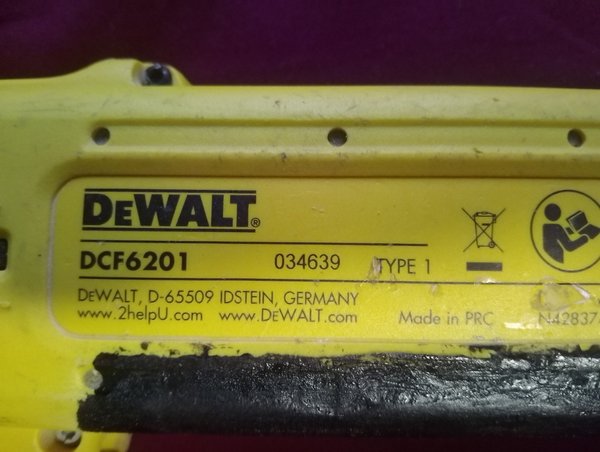 DEWALT®
DCF6201 034639 TYPE 1
DEWALT, D-65509 IDSTEIN, GERMANY
www.2helpU.com www.DEWALT.com Made in PRC